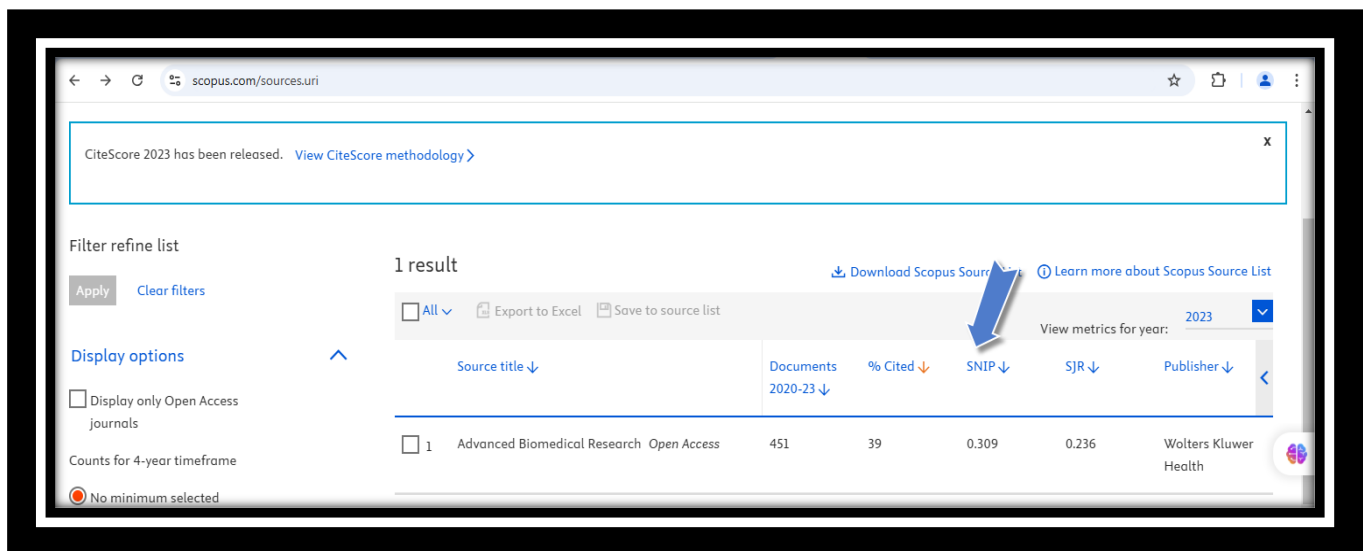 scopus.com/sources.uri
CiteScore 2023 has been released. View CiteScore methodology
x
Filter refine list
Apply Clear filters
Display options
Display only Open Access
journals
Counts for 4-year timeframe
No minimum selected
1 result
Download Scopus Source List Learn more about Scopus Source List
All Export to Excel Save to source list
View metrics for year: 2023
Source title Documents % Cited SNIP SJR Publisher
2020-23
1 Advanced Biomedical Research Open Access 451 39 0.309 0.236 Wolters Kluwer
Health